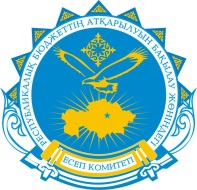 РЕСПУБЛИКАЛЫҚ БЮДЖЕТТІҢ АТҚАРЫЛУЫН БАҚЫЛАУ ЖӨНІНДЕГІ
ЕСЕП КОМИТЕТІ